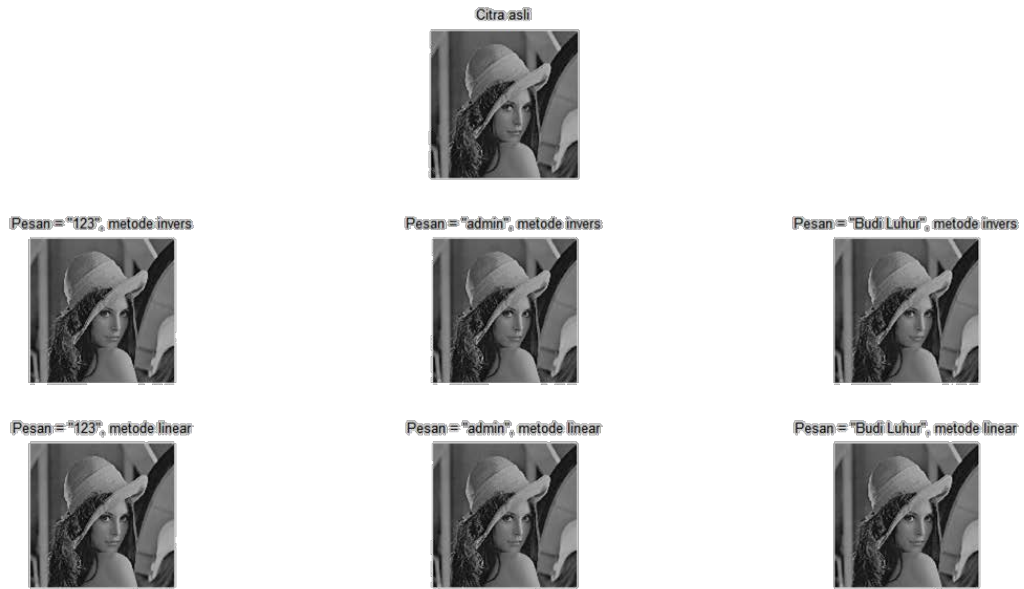 Citra asli
Pesan = "123", metode invers
Pesan = "admin", metode invers
Pesan = "Budi Luhur", metode invers
Pesan = "123", metode linear
Pesan = "admin", metode linear
Pesan = "Budi Luhur", metode linear